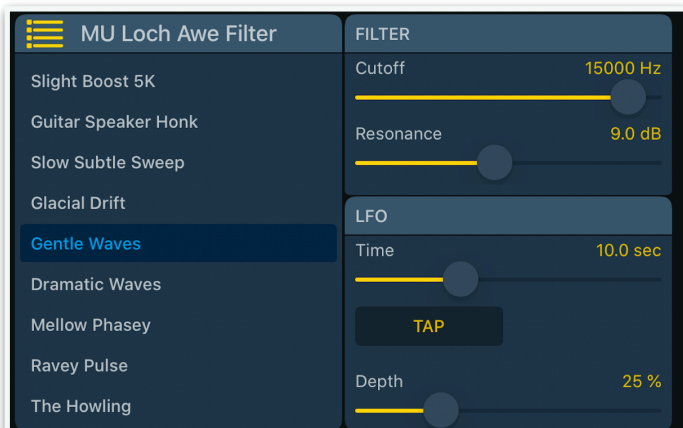 MU Loch Awe Filter
Slight Boost 5K
Guitar Speaker Honk
Slow Subtle Sweep
Glacial Drift
Gentle Waves
Dramatic Waves
Mellow Phasey
Ravey Pulse
The Howling
FILTER
Cutoff 15000 Hz
Resonance 9.0 dB
LFO
Time 10.0 sec
TAP
Depth 25 %